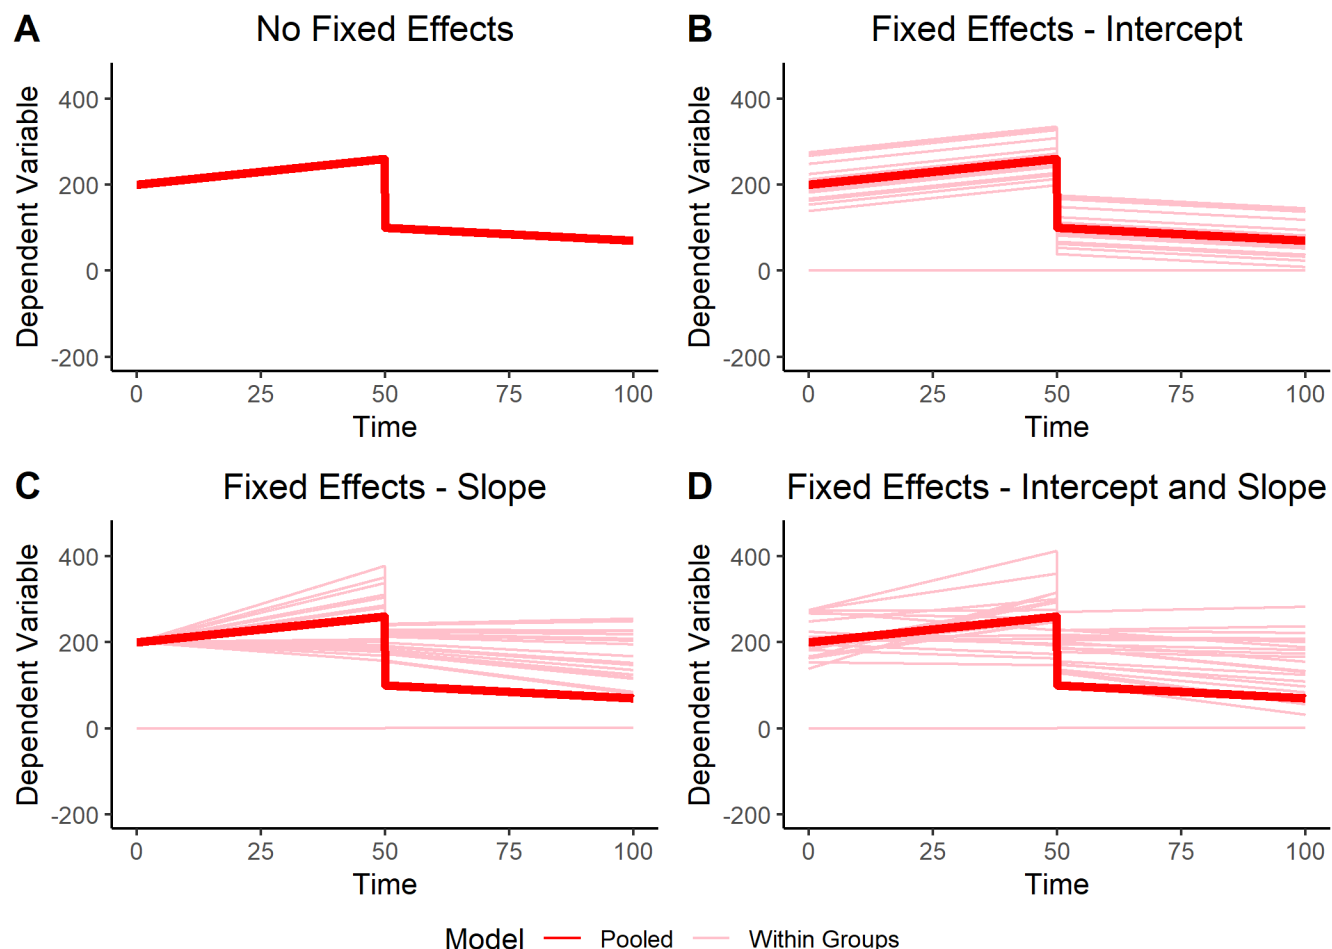 A No Fixed Effects
Dependent Variable
400
200
0
-200
0 25 50 75 100
Time
B Fixed Effects - Intercept
Dependent Variable
400
200
0
-200
0 25 50 75 100
Time
C Fixed Effects - Slope
Dependent Variable
400
200
0
-200
0 25 50 75 100
Time
D Fixed Effects - Intercept and Slope
Dependent Variable
400
200
0
-200
0 25 50 75 100
Time
Model Pooled Within Groups